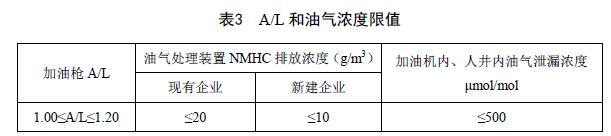 表3 A/L 和油气浓度限值
加油枪 A/L
油气处理装置 NMHC 排放浓度（g/m³）
现有企业
新建企业
加油机内、人井内油气泄漏浓度
μmol/mol
1.00≤A/L≤1.20
≤20
≤10
≤500